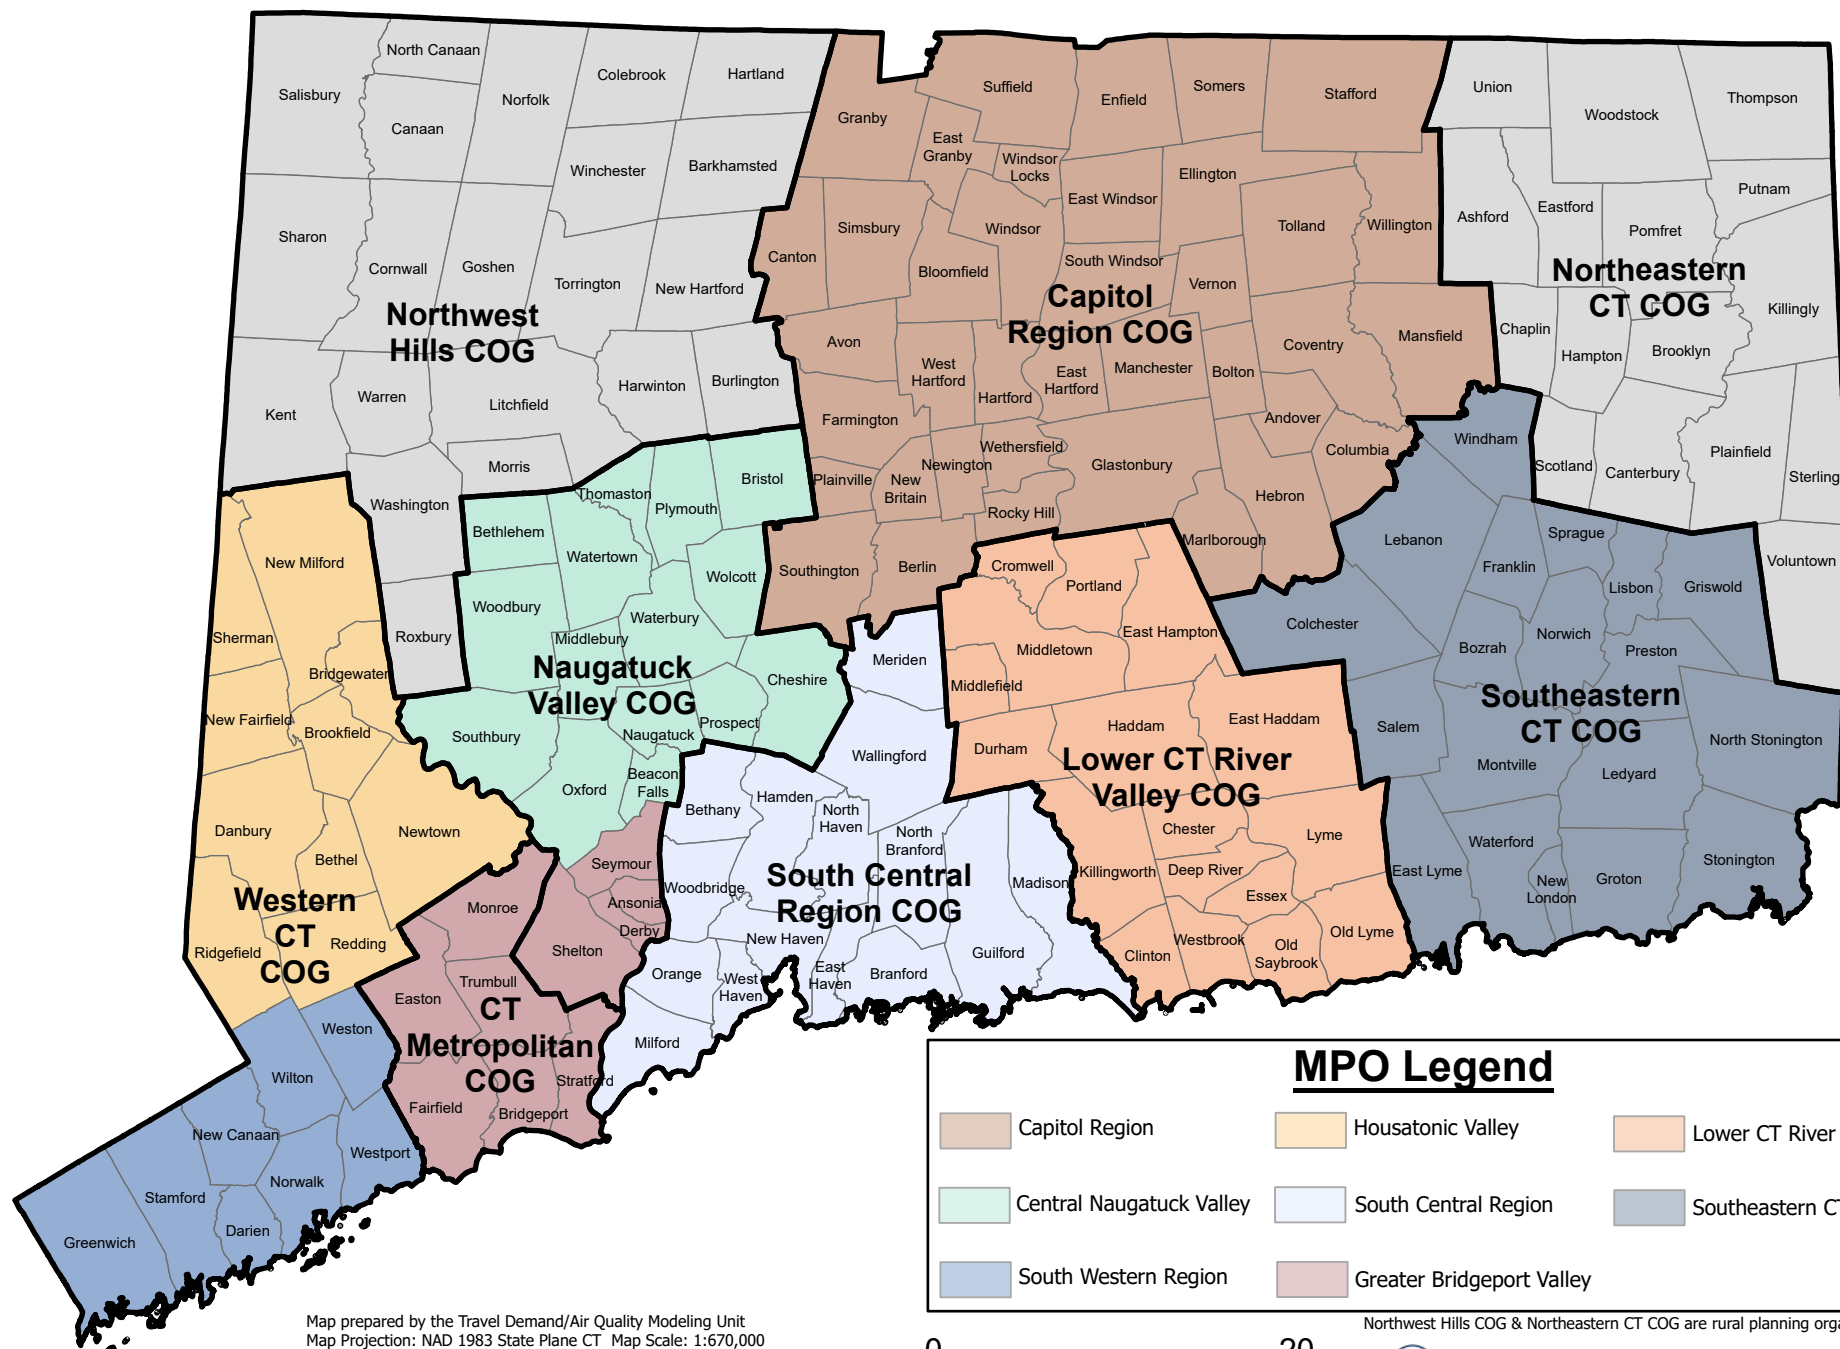 North Canaan
Salisbury
Canaan
Norfolk
Colebrook
Hartland
Winchester
Barkhamsted
Sharon
Cornwall
Goshen
Torrington
New Hartford
Northwest
Hills COG
Kent
Warren
Litchfield
Harwinton
Burlington
Morris
Washington
Roxbury
Granby
Suffield
Enfield
Somers
Stafford
East
Granby
Windsor
Locks
East Windsor
Ellington
Tolland
Willington
Simsbury
Canton
Windsor
Bloomfield
South Windsor
Vernon
Capitol
Region COG
Avon
West
Hartford
Hartford
East
Hartford
Manchester
Bolton
Coventry
Mansfield
Andover
Columbia
Farmington
Wethersfield
Newington
Glastonbury
Hebron
Plainville
New
Britain
Rocky Hill
Marlborough
Southington
Berlin
Union
Woodstock
Thompson
Putnam
Ashford
Eastford
Pomfret
Northeastern
CT COG
Killingly
Chaplin
Hampton
Brooklyn
Scotland
Canterbury
Plainfield
Sterling
Voluntown
Bristol
Thomaston
Plymouth
Bethlehem
Watertown
Wolcott
Woodbury
Waterbury
Middlebury
Naugatuck
Valley COG
Cheshire
Prospect
Southbury
Naugatuck
Oxford
Beacon
Falls
New Milford
Sherman
Bridgewater
New Fairfield
Brookfield
Danbury
Bethel
Newtown
Western
CT
COG
Ridgefield
Redding
Weston
Wilton
New Canaan
Westport
Norwalk
Stamford
Darien
Greenwich
Seymour
Ansonia
Derby
Shelton
Monroe
Trumbull
Easton
CT
Metropolitan
COG
Stratford
Fairfield
Bridgeport
Meriden
Wallingford
Bethany
Hamden
North
Haven
North
Branford
Woodbridge
South Central
Region COG
Madison
New Haven
Orange
West
Haven
East
Haven
Branford
Guilford
Milford
Cromwell
Portland
East Hampton
Middletown
Middlefield
Durham
Haddam
East Haddam
Lower CT River
Valley COG
Chester
Lyme
Killingworth
Deep River
Essex
Clinton
Westbrook
Old
Saybrook
Old Lyme
Windham
Lebanon
Sprague
Franklin
Lisbon
Griswold
Colchester
Norwich
Bozrah
Preston
Southeastern
CT COG
Salem
North Stonington
Montville
Ledyard
Waterford
East Lyme
New
London
Groton
Stonington
MPO Legend
Capitol Region
Housatonic Valley
Lower CT River
Central Naugatuck Valley
South Central Region
Southeastern CT
South Western Region
Greater Bridgeport Valley
Map prepared by the Travel Demand/Air Quality Modeling Unit
Map Projection: NAD 1983 State Plane CT Map Scale: 1:670,000
Northwest Hills COG & Northeastern CT COG are rural planning orga
0 20